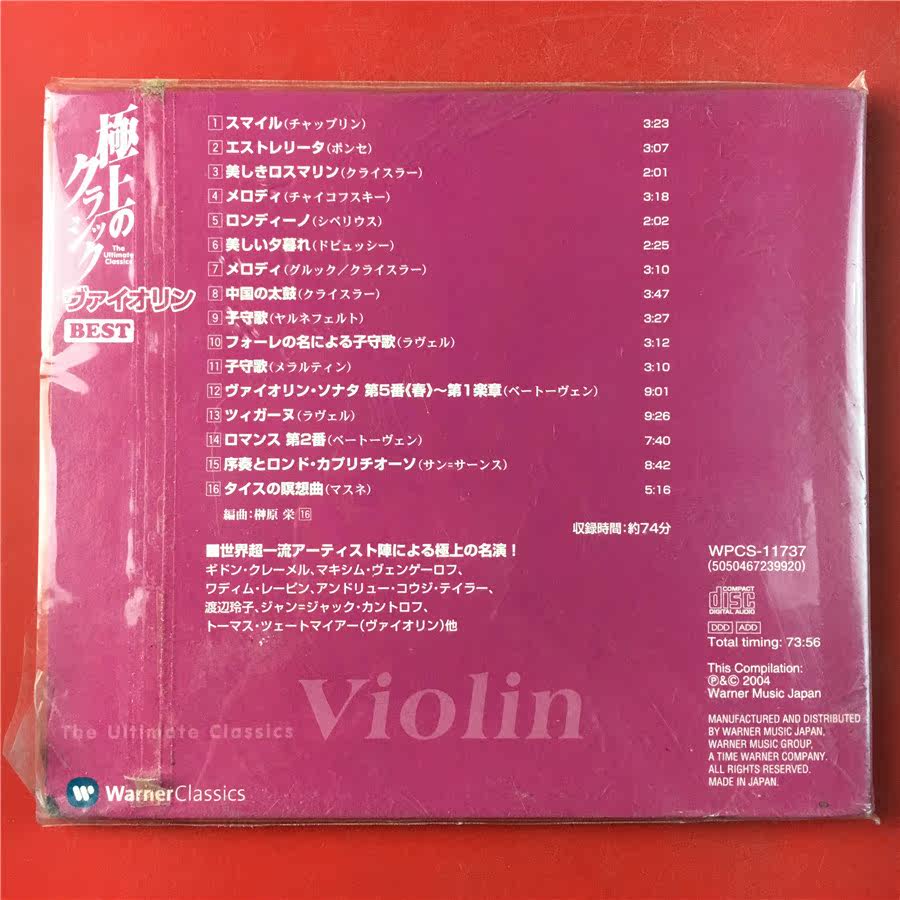 極上の
クラシック
The
Ultimate
Classics
ヴァイオリン
BEST
1 スマイル(チャップリン) 3:23
2 エストレリータ(ポンセ) 3:07
3 美しきロスマリン(クライスラー) 2:01
4 メロディ(チャイコフスキー) 3:18
5 ロンディーノ(シベリウス) 2:02
6 美しい夕暮れ(ドビュッシー) 2:25
7 メロディ(グルック/クライスラー) 3:10
8 中国の太鼓(クライスラー) 3:47
9 子守歌(ヤルネフェルト) 3:27
10 フォーレの名による子守歌(ラヴェル) 3:12
11 子守歌(メラルティン) 3:10
12 ヴァイオリン・ソナタ 第5番《春》〜第1楽章(ベートーヴェン) 9:01
13 ツィガーヌ(ラヴェル) 9:26
14 ロマンス 第2番(ベートーヴェン) 7:40
15 序奏とロンド・カプリチオーソ(サン=サーンス) 8:42
16 タイスの瞑想曲(マスネ) 5:16
編曲:榊原 栄 16
収録時間:約74分
■世界超一流アーティスト陣による極上の名演!
ギドン・クレーメル、マキシム・ヴェンゲーロフ、
ワディム・レーピン、アンドリュー・コウジ・テイラー、
渡辺玲子、ジャン=ジャック・カントロフ、
トーマス・ツェートマイアー(ヴァイオリン)他
WPCS-11737
(5050467239920)
COMPACT
disc
DIGITAL AUDIO
DDD ADD
Total timing: 73:56
This Compilation:
℗&© 2004
Warner Music Japan
MANUFACTURED AND DISTRIBUTED
BY WARNER MUSIC JAPAN.
WARNER MUSIC GROUP,
A TIME WARNER COMPANY.
ALL RIGHTS RESERVED.
MADE IN JAPAN.
The Ultimate Classics Violin
WarnerClassics